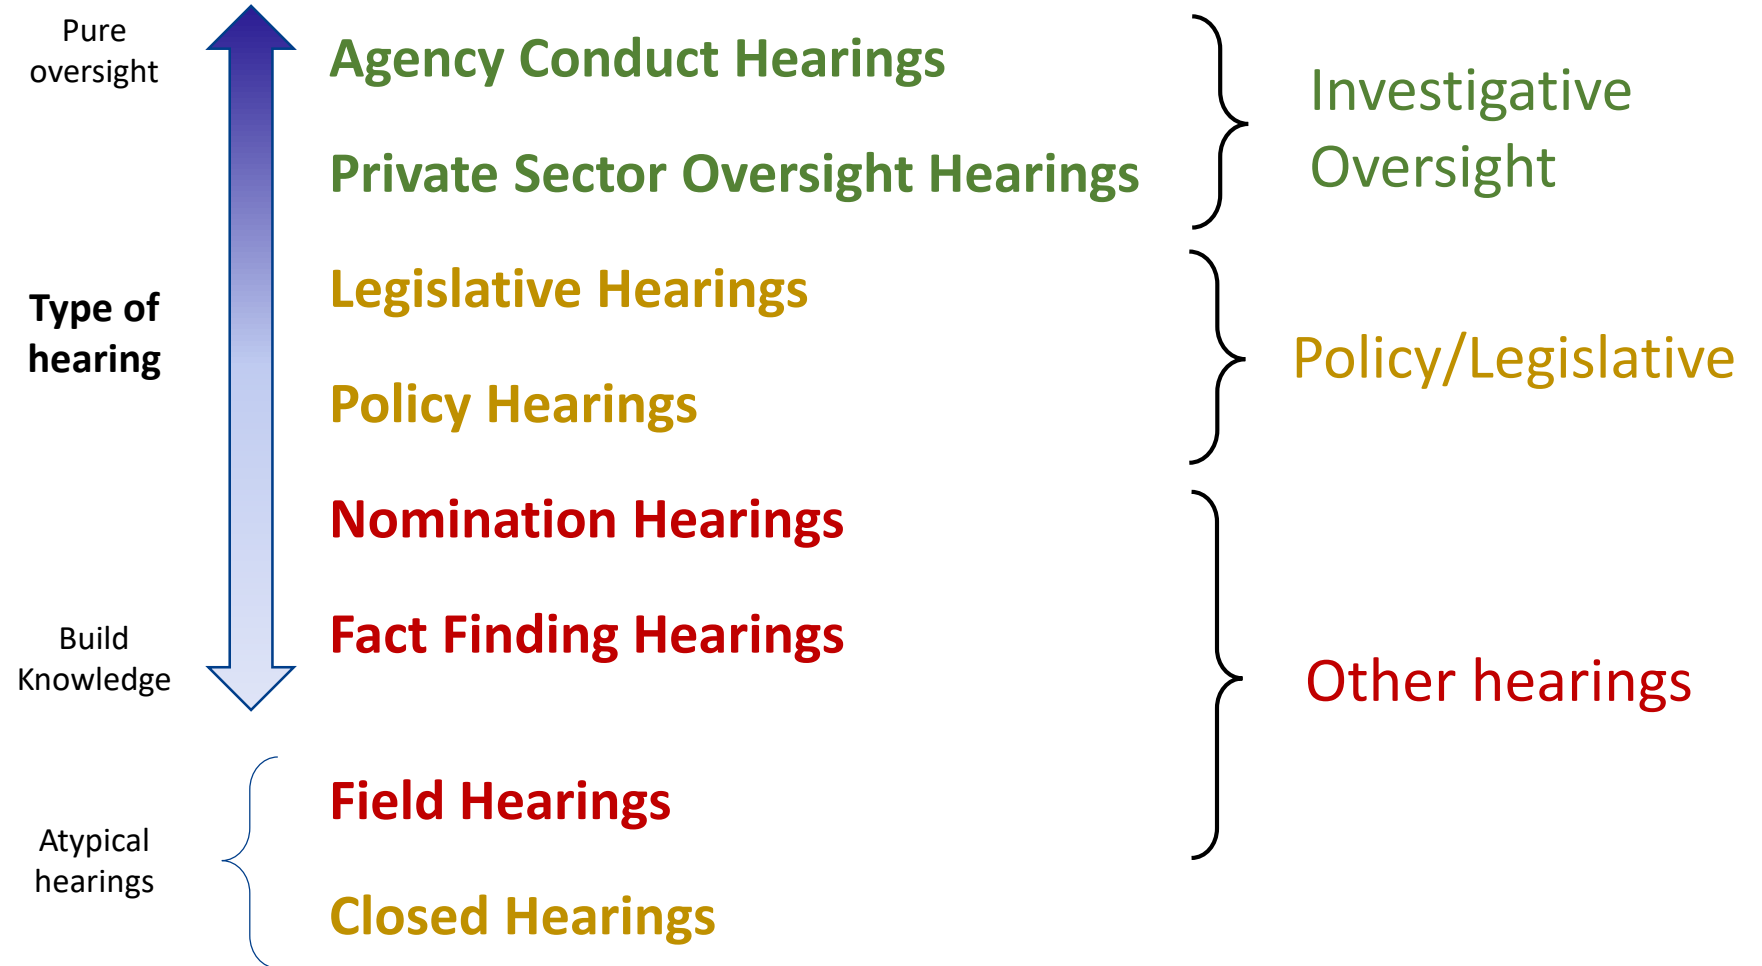 Pure
oversight
Agency Conduct Hearings
Investigative
Oversight
Private Sector Oversight Hearings
Type of
hearing
Legislative Hearings
Policy/Legislative
Policy Hearings
Nomination Hearings
Build
Knowledge
Fact Finding Hearings
Other hearings
Atypical
hearings
Field Hearings
Closed Hearings